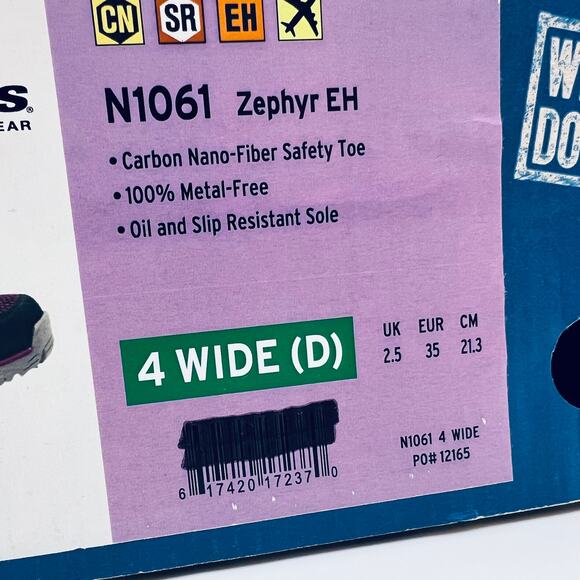 CN SR EH
N1061 Zephyr EH
• Carbon Nano-Fiber Safety Toe
• 100% Metal-Free
• Oil and Slip Resistant Sole
4 WIDE (D)
UK EUR CM
2.5 35 21.3
N1061 4 WIDE
PO# 12165
6 17420 17237 0
DO